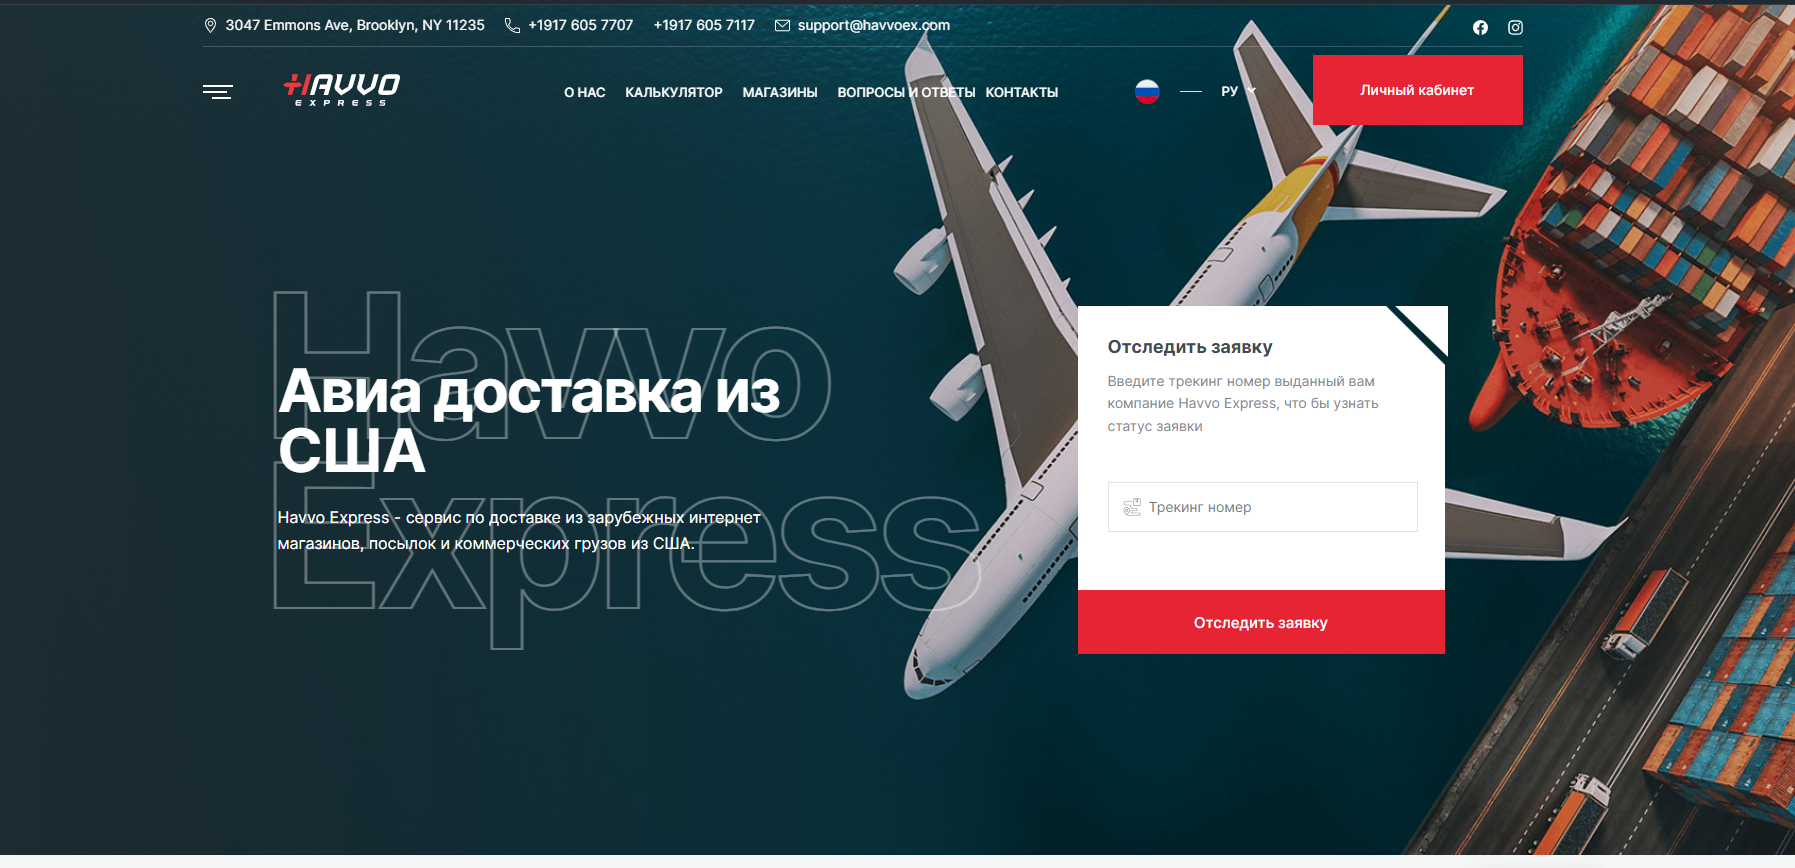 3047 Emmons Ave, Brooklyn, NY 11235 +1917 605 7707 +1917 605 7117 support@havvoex.com
HAVVO
EXPRESS
О НАС КАЛЬКУЛЯТОР МАГАЗИНЫ ВОПРОСЫ И ОТВЕТЫ КОНТАКТЫ
РУ
Личный кабинет
Havvo
Express
Авиа доставка из
США
Havvo Express - сервис по доставке из зарубежных интернет
магазинов, посылок и коммерческих грузов из США.
Отследить заявку
Введите трекинг номер выданный вам
компание Havvo Express, что бы узнать
статус заявки
Трекинг номер
Отследить заявку